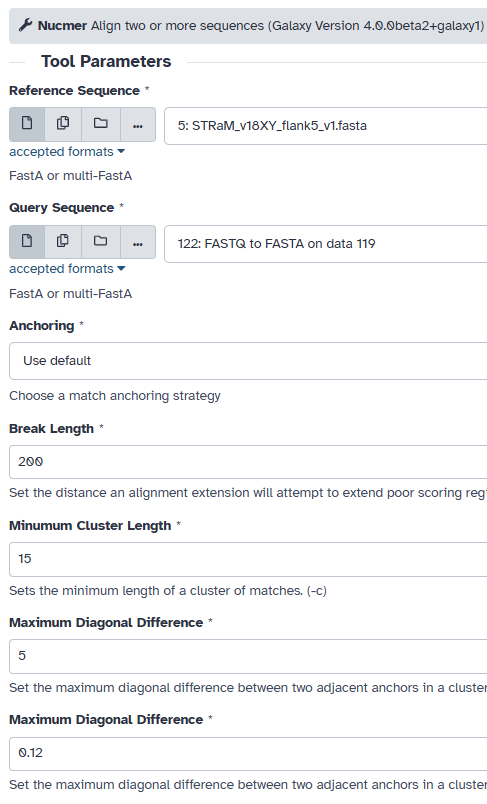 Nucmer Align two or more sequences (Galaxy Version 4.0.0beta2+galaxy1)
Tool Parameters
Reference Sequence *
5: STRaM_v18XY_flank5_v1.fasta
accepted formats
FastA or multi-FastA
Query Sequence *
122: FASTQ to FASTA on data 119
accepted formats
FastA or multi-FastA
Anchoring *
Use default
Choose a match anchoring strategy
Break Length *
200
Set the distance an alignment extension will attempt to extend poor scoring reg
Minumum Cluster Length *
15
Sets the minimum length of a cluster of matches. (-c)
Maximum Diagonal Difference *
5
Set the maximum diagonal difference between two adjacent anchors in a cluster
Maximum Diagonal Difference *
0.12
Set the maximum diagonal difference between two adjacent anchors in a cluster